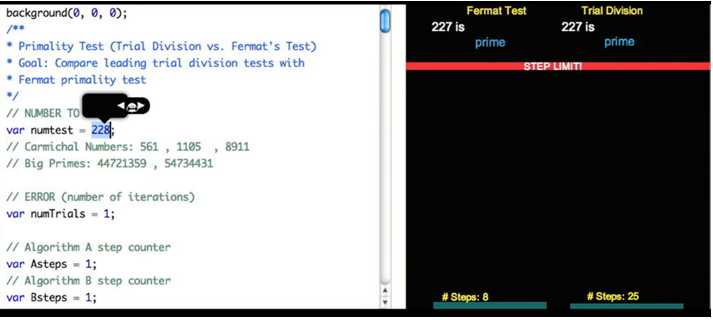 background(0, 0, 0);
/**
* Primality Test (Trial Division vs. Fermat's Test)
* Goal: Compare leading trial division tests with
* Fermat primality test
*/
// NUMBER TO
var numtest = 228;
// Carmichal Numbers: 561 , 1105 , 8911
// Big Primes: 44721359 , 54734431
// ERROR (number of iterations)
var numTrials = 1;
// Algorithm A step counter
var Asteps = 1;
// Algorithm B step counter
var Bsteps = 1;
Fermat Test
227 is
prime
Trial Division
227 is
prime
STEP LIMIT!
# Steps: 8
# Steps: 25